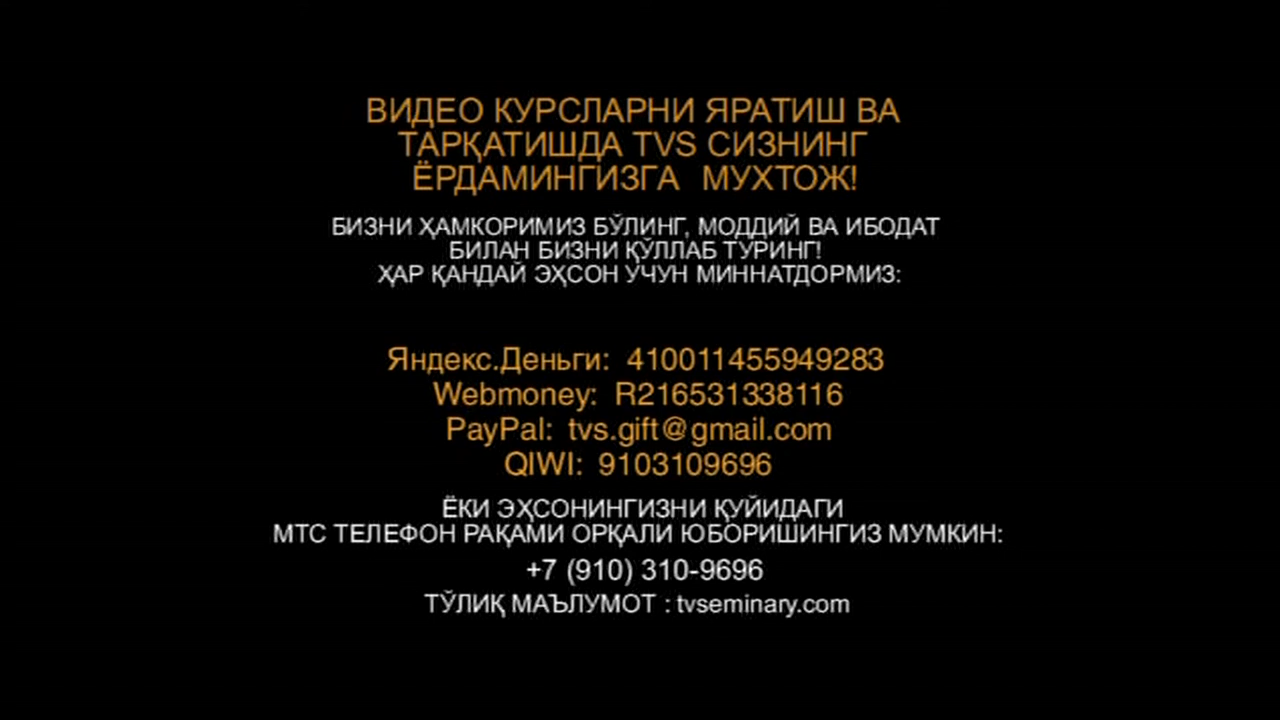 ВИДЕО КУРСЛАРНИ ЯРАТИШ ВА
ТАРҚАТИШДА TVS СИЗНИНГ
ЁРДАМИНГИЗГА МУХТОЖ!
БИЗНИ ҲАМКОРИМИЗ БЎЛИНГ, МОДДИЙ ВА ИБОДАТ
БИЛАН БИЗНИ ҚЎЛЛАБ ТУРИНГ!
ҲАР ҚАНДАЙ ЭҲСОН УЧУН МИННАТДОРМИЗ:
Яндекс.Деньги: 410011455949283
Webmoney: R216531338116
PayPal: tvs.gift@gmail.com
QIWI: 9103109696
ЁКИ ЭҲСОНИНГИЗНИ ҚУЙИДАГИ
МТС ТЕЛЕФОН РАҚАМИ ОРҚАЛИ ЮБОРИШИНГИЗ МУМКИН:
+7 (910) 310-9696
ТЎЛИҚ МАЪЛУМОТ : tvseminary.com